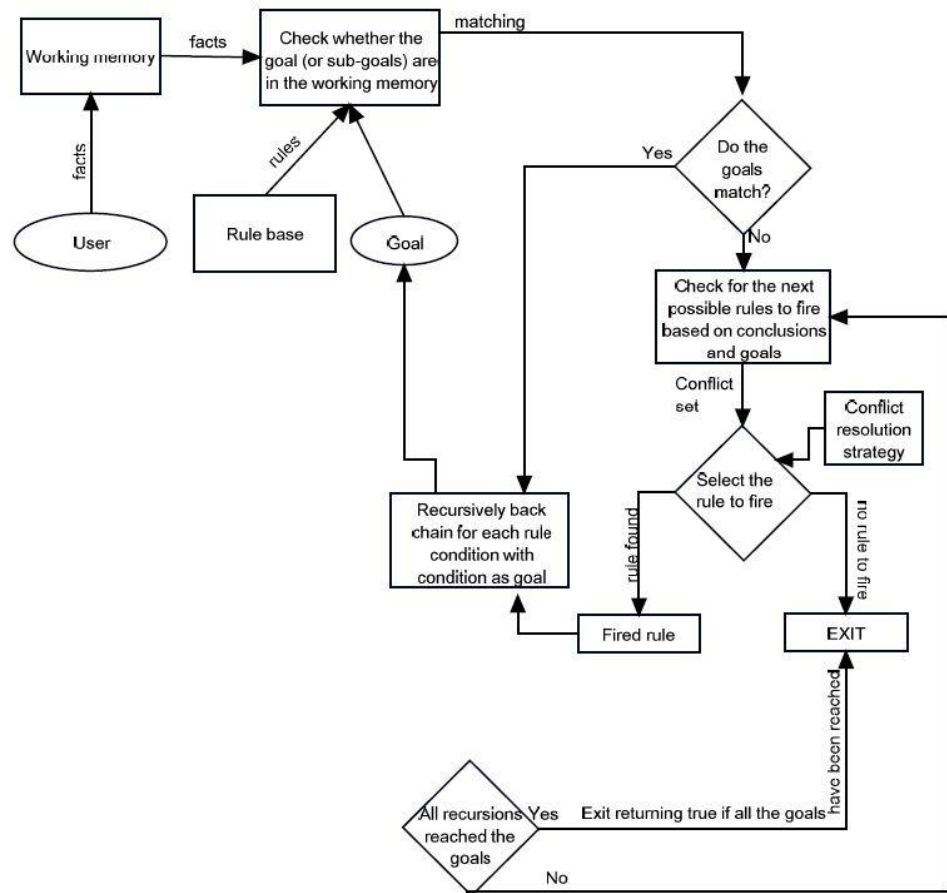 matching
facts
Check whether the
goal (or sub-goals) are
in the working memory
Working memory
facts
rules
Yes
Do the
goals
match?
User
Rule base
Goal
No
Check for the next
possible rules to fire
based on conclusions
and goals
Conflict
set
Conflict
resolution
strategy
Select the
rule to fire
Recursively back
chain for each rule
condition with
condition as goal
rule found
no rule to fire
Fired rule
EXIT
have been reached
All recursions
reached the
goals
Yes
Exit returning true if all the goals
No